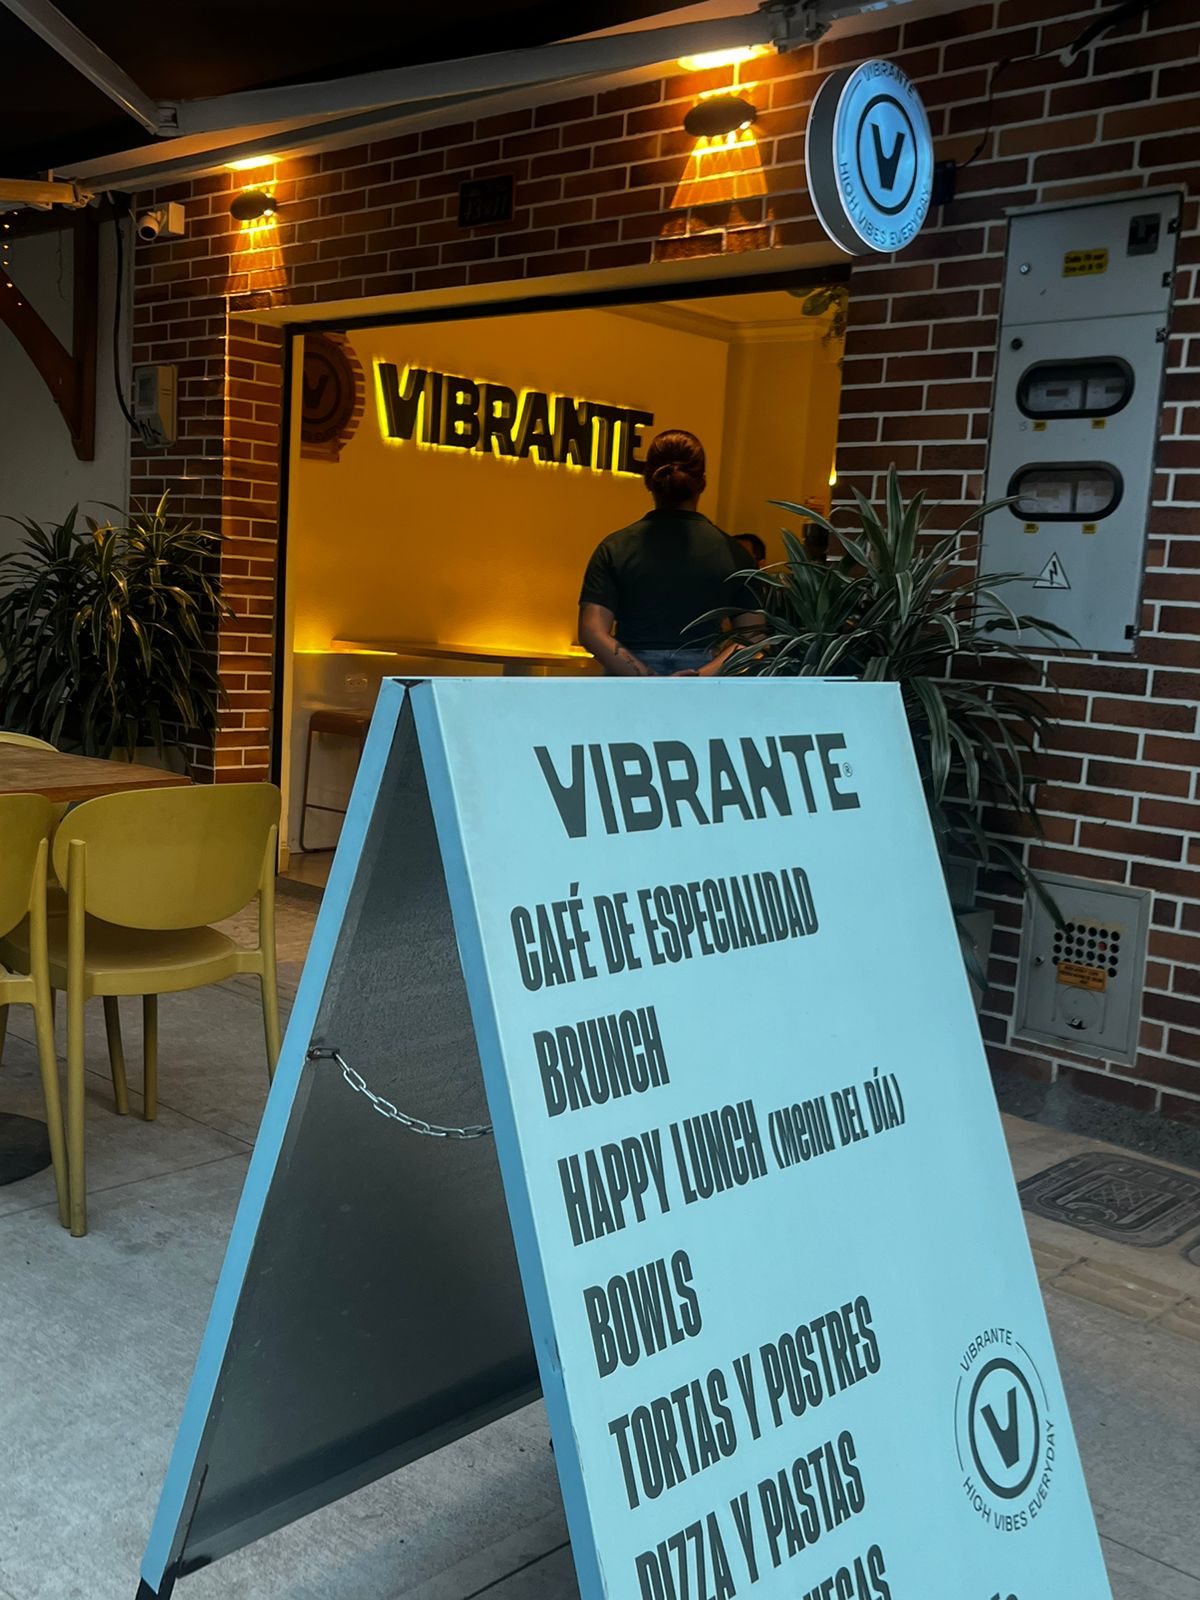 VIBRANTE
HIGH VIBES EVERYDAY
VIBRANTE
VIBRANTE®
CAFÉ DE ESPECIALIDAD
BRUNCH
HAPPY LUNCH (Menu DEL DÍA)
BOWLS
TORTAS Y POSTRES
PIZZA Y PASTAS
VIBRANTE
HIGH VIBES EVERYDAY